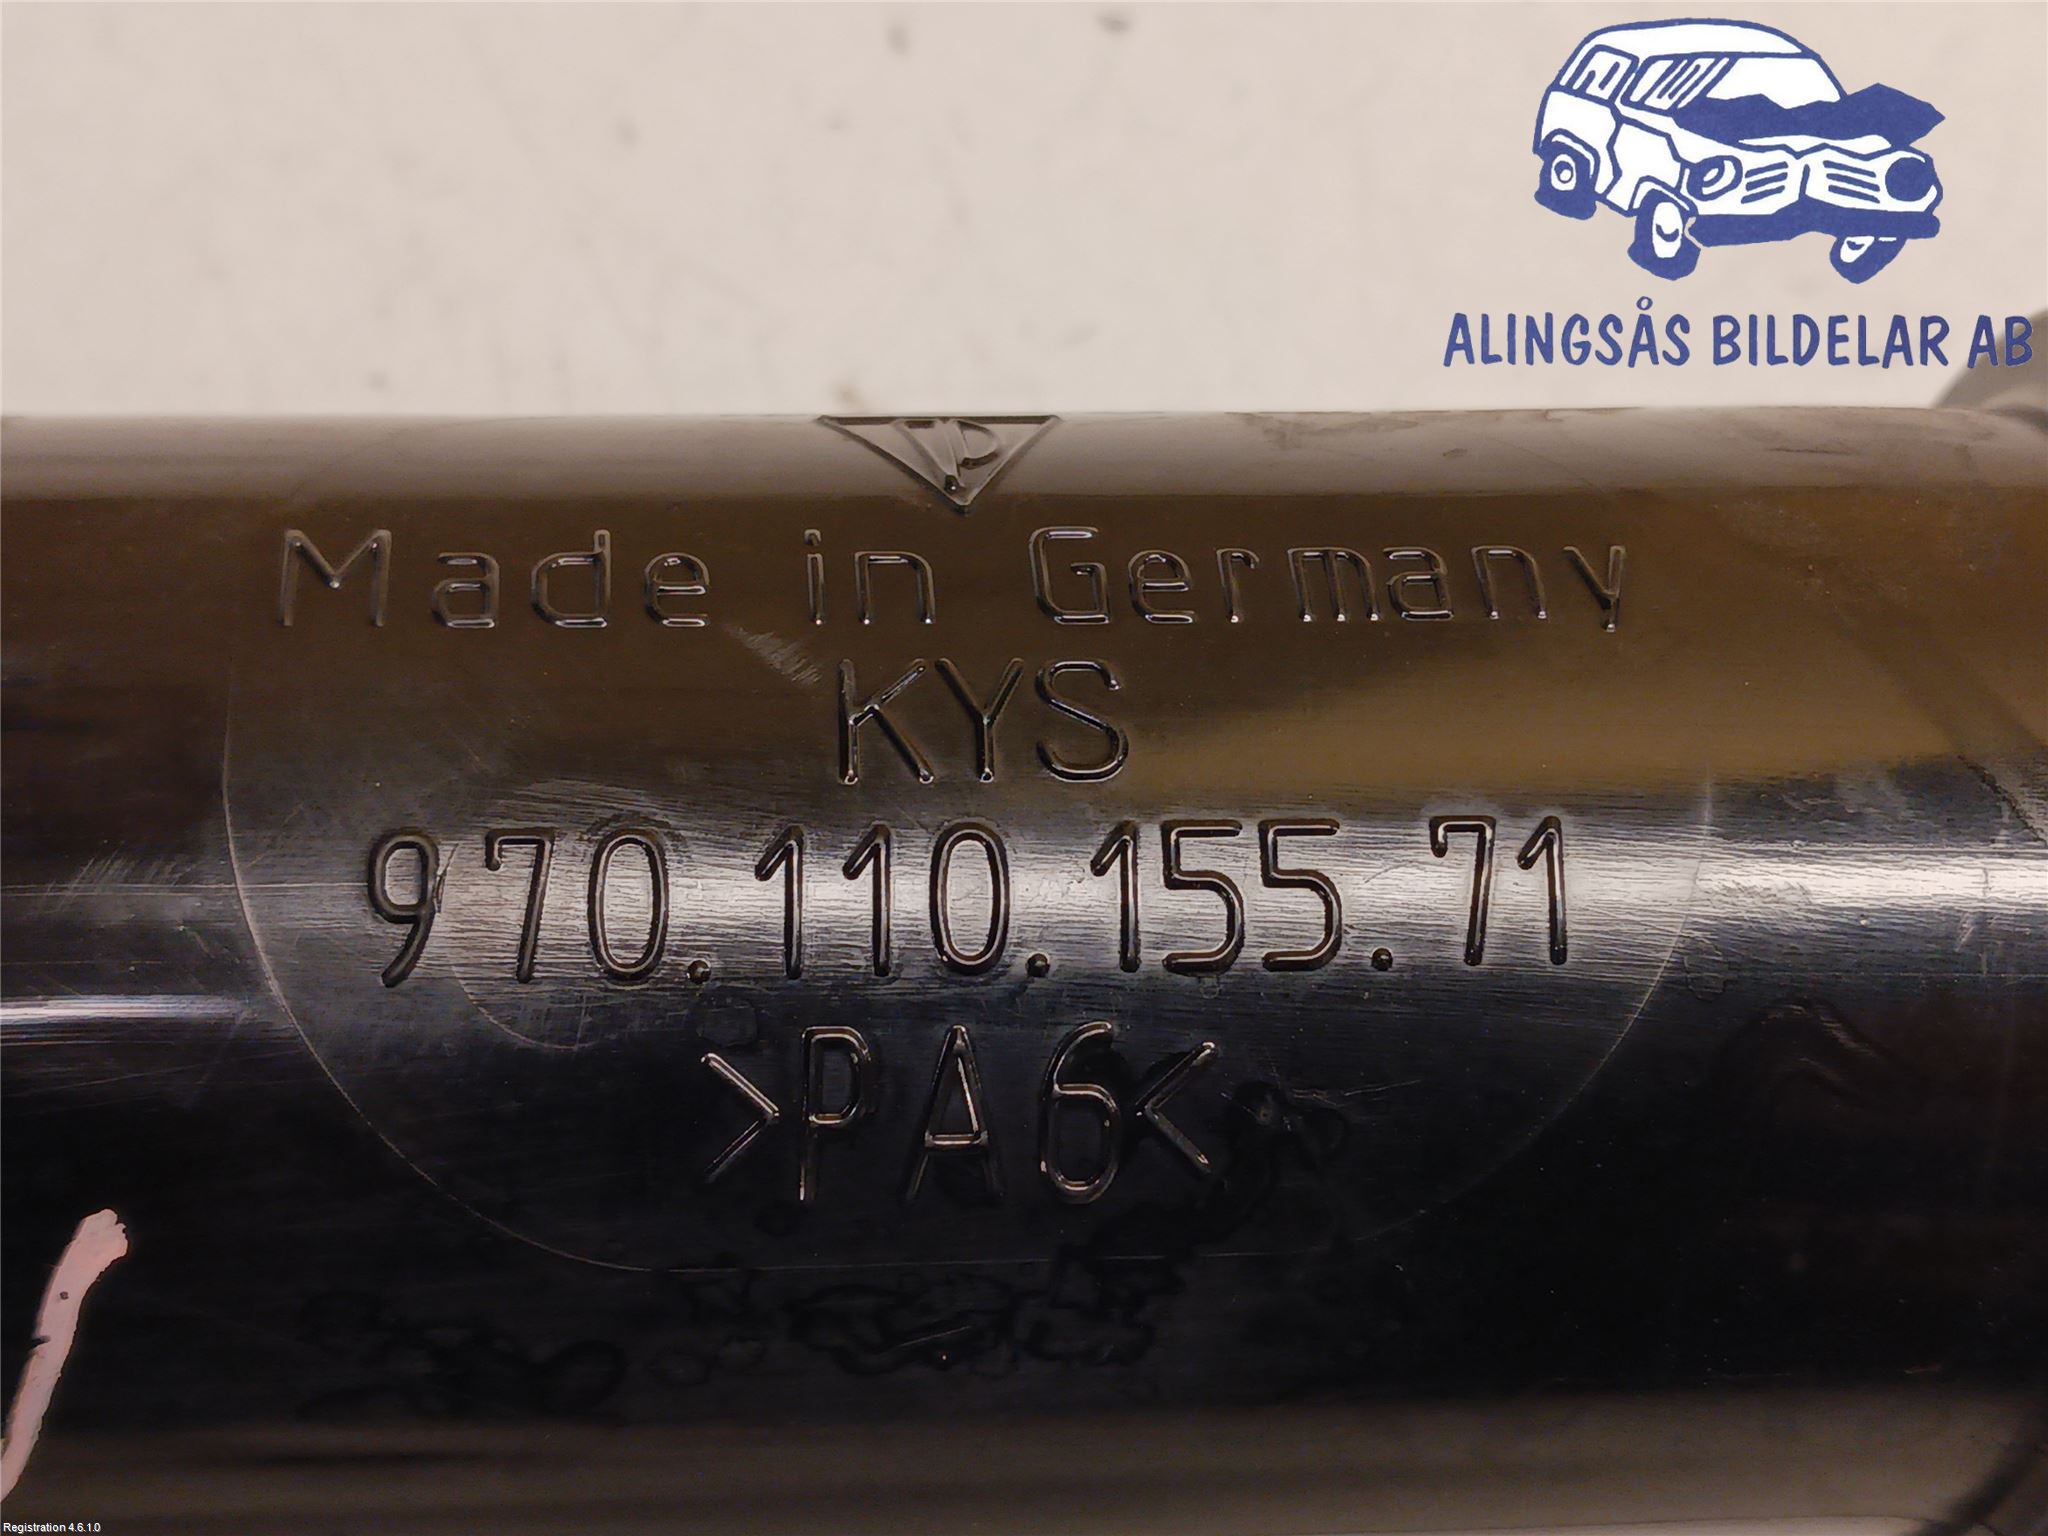 ALINGSÅS BILDELAR AB
Made in Germany
KYS
970.110.155.71
>PA6<
Registration 4.6.1.0